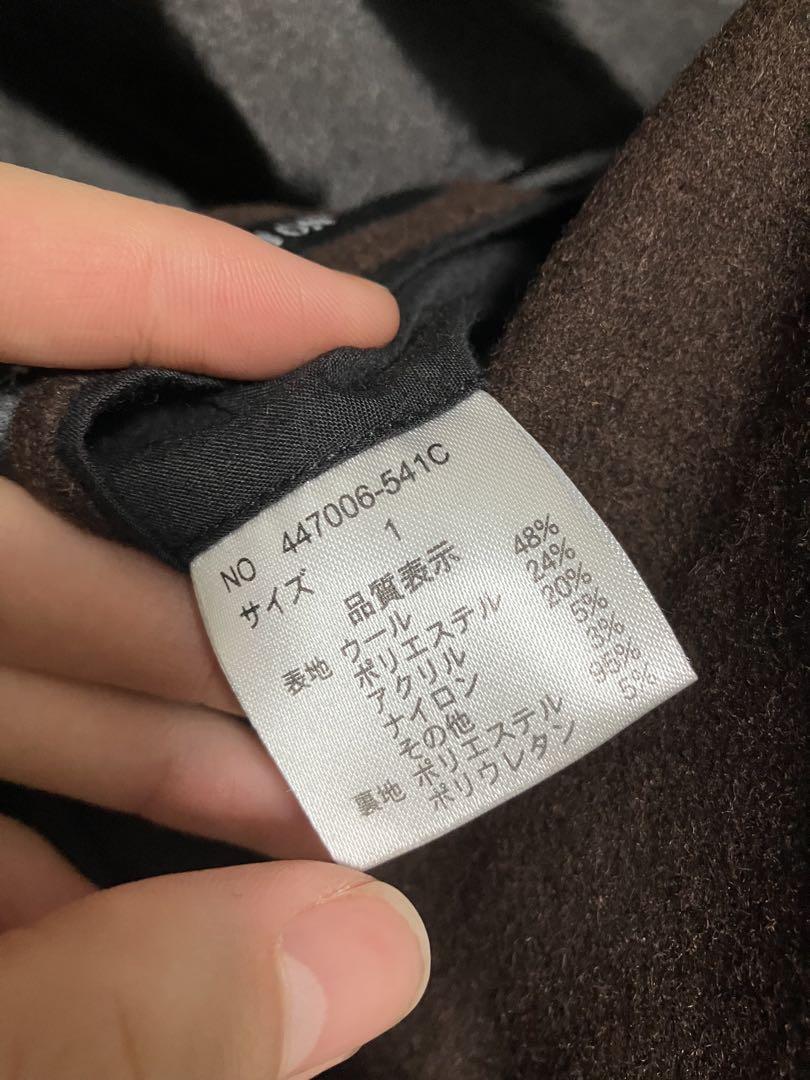 NO 447006-541C
サイズ 1
品質表示
表地 ウール 48%
ポリエステル 24%
アクリル 20%
ナイロン 5%
その他 3%
裏地 ポリエステル 95%
ポリウレタン 5%